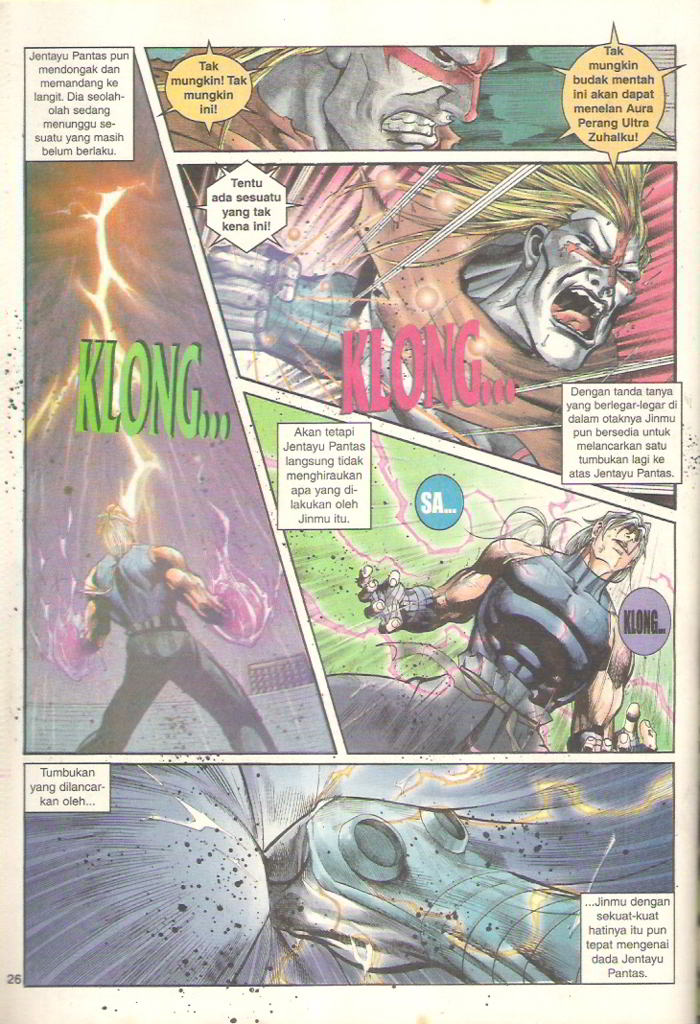 Jentayu Pantas pun
mendongak dan
memandang ke
langit. Dia seolah-
olah sedang
menunggu se-
suatu yang masih
belum berlaku.
Tak
mungkin! Tak
mungkin
ini!
Tak
mungkin
budak mentah
ini akan dapat
menelan Aura
Perang Ultra
Zuhalku!
Tentu
ada sesuatu
yang tak
kena ini!
KLONG...
KLONG...
Dengan tanda tanya
yang berlegar-legar di
dalam otaknya Jinmu
pun bersedia untuk
melancarkan satu
tumbukan lagi ke
atas Jentayu Pantas.
Akan tetapi
Jentayu Pantas
langsung tidak
menghiraukan
apa yang di-
lakukan oleh
Jinmu itu.
SA...
KLONG...
Tumbukan
yang dilancar-
kan oleh...
...Jinmu dengan
sekuat-kuat
hatinya itu pun
tepat mengenai
dada Jentayu
Pantas.
26